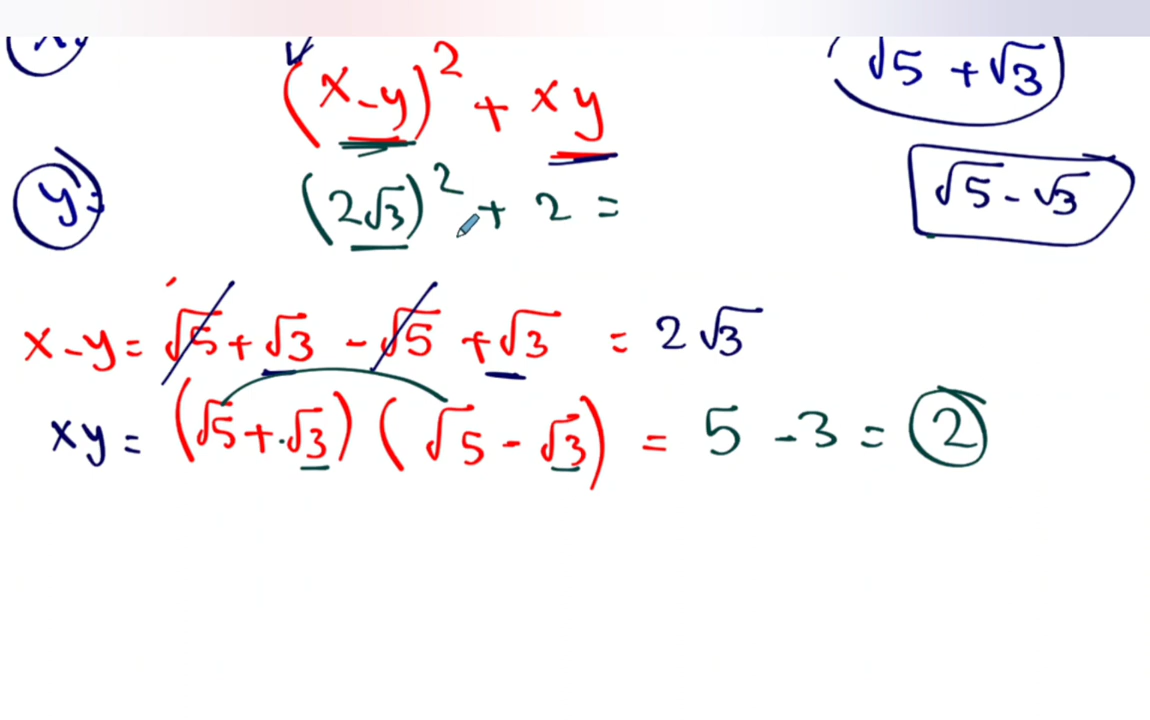 (x-y)² + xy
√5 + √3
y =
(2√3)² + 2 =
√5 - √3
x-y = √5 + √3 - √5 + √3 = 2√3
xy = (√5 + √3) (√5 - √3) = 5 - 3 = 2